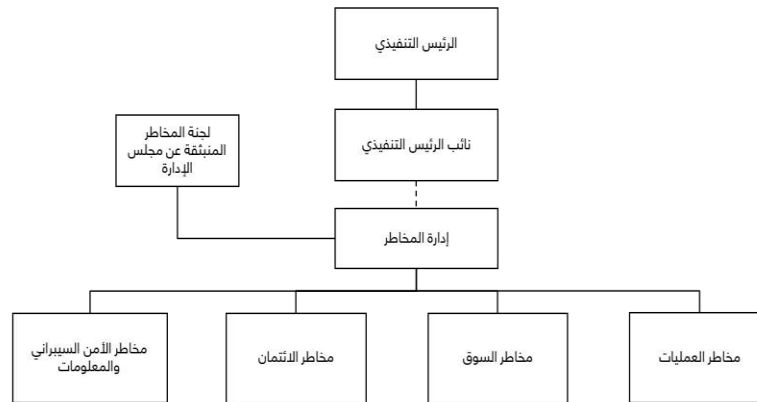 الرئيس التنفيذي
نائب الرئيس التنفيذي
لجنة المخاطر
المنبثقة عن مجلس
الإدارة
إدارة المخاطر
مخاطر العمليات
مخاطر السوق
مخاطر الائتمان
مخاطر الأمن السيبراني
والمعلومات